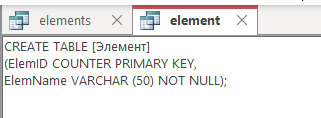 elements
element
CREATE TABLE [Элемент]
(ElemID COUNTER PRIMARY KEY,
ElemName VARCHAR (50) NOT NULL);